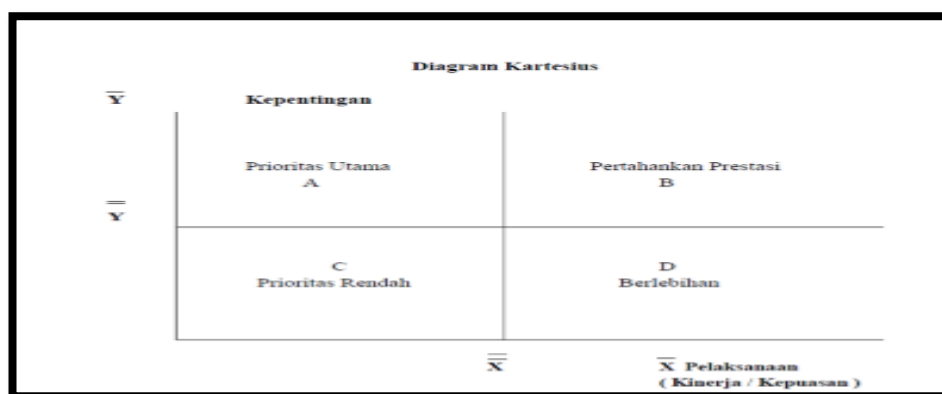 Diagram Kartesius
Y̅ Kepentingan
Prioritas Utama Pertahankan Prestasi
A B
Y̿
C D
Prioritas Rendah Berlebihan
X̿ X̅ Pelaksanaan
( Kinerja / Kepuasan )